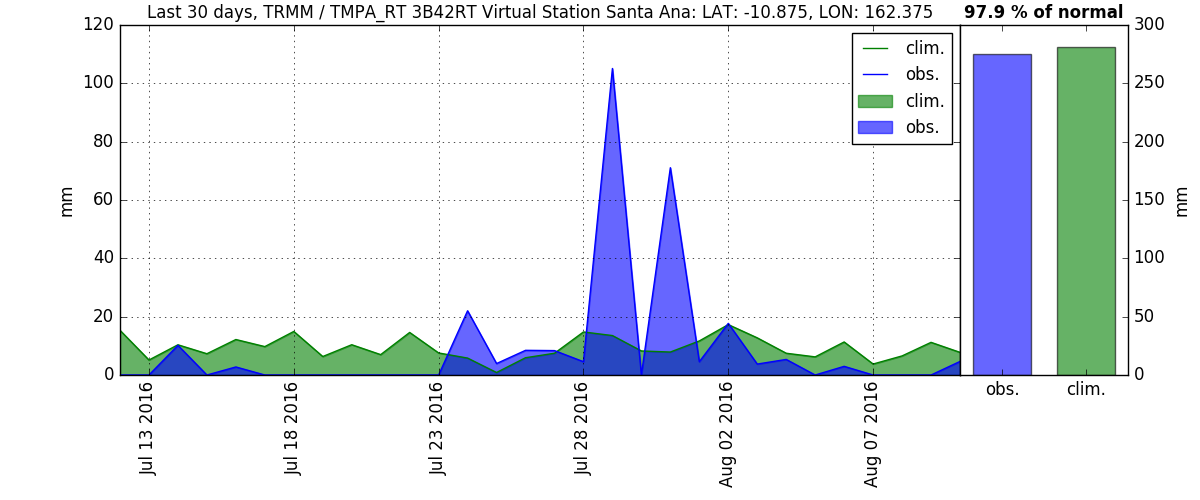 Last 30 days, TRMM / TMPA_RT 3B42RT Virtual Station Santa Ana: LAT: -10.875, LON: 162.375
97.9 % of normal
120
100
80
60
40
20
0
mm
clim.
obs.
clim.
obs.
300
250
200
150
100
50
0
mm
Jul 13 2016
Jul 18 2016
Jul 23 2016
Jul 28 2016
Aug 02 2016
Aug 07 2016
obs.
clim.